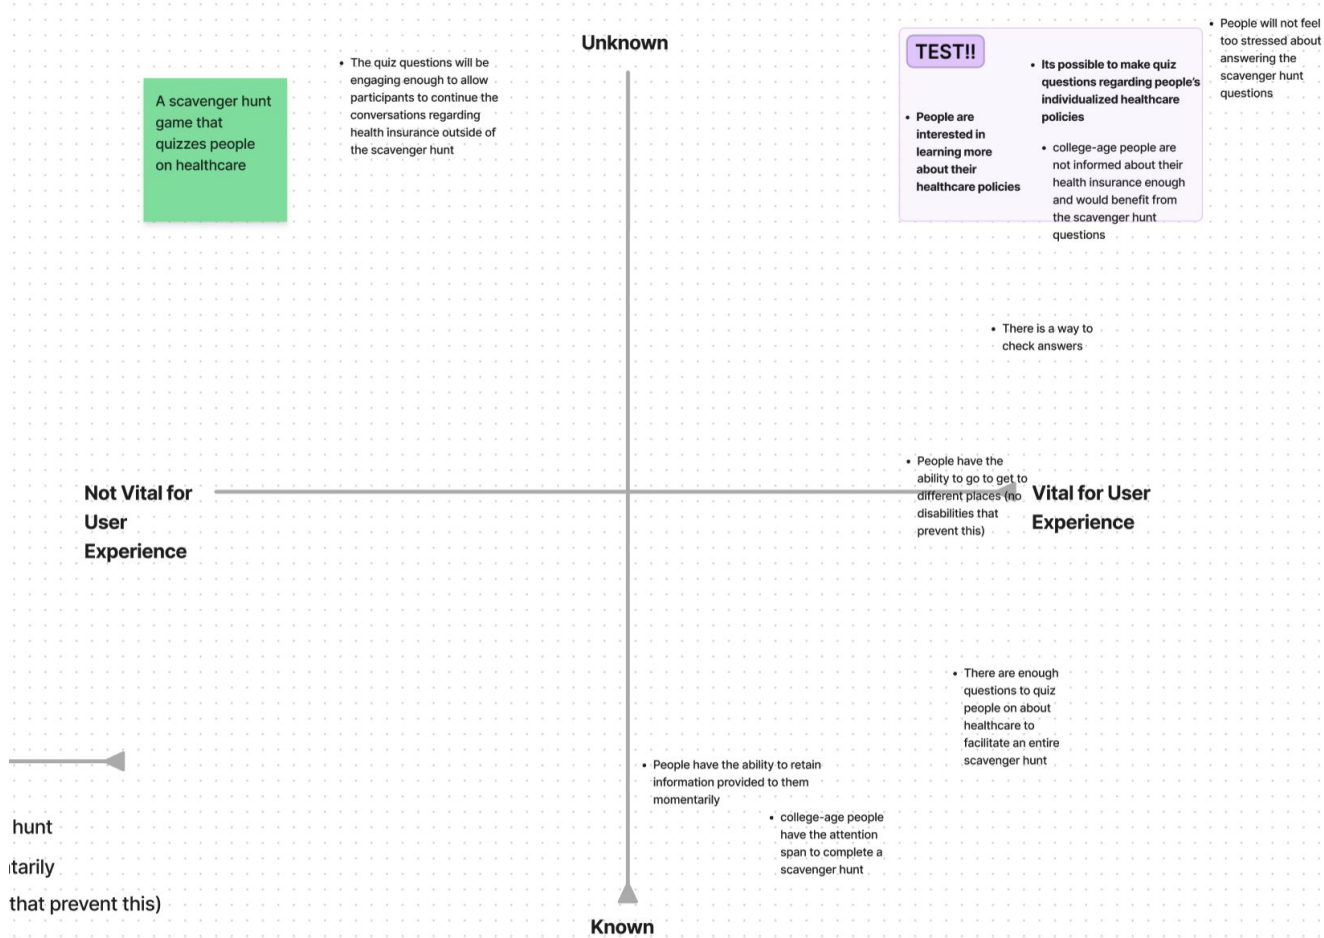 Unknown
A scavenger hunt
game that
quizzes people
on healthcare
• The quiz questions will be
engaging enough to allow
participants to continue the
conversations regarding
health insurance outside of
the scavenger hunt
TEST!!
• People are
interested in
learning more
about their
healthcare policies
• Its possible to make quiz
questions regarding people's
individualized healthcare
policies
• college-age people are
not informed about their
health insurance enough
and would benefit from
the scavenger hunt
questions
• People will not feel
too stressed about
answering the
scavenger hunt
questions
• There is a way to
check answers
Not Vital for
User
Experience
• People have the
ability to go to get to
different places (no
disabilities that
prevent this)
Vital for User
Experience
• There are enough
questions to quiz
people on about
healthcare to
facilitate an entire
scavenger hunt
• People have the ability to retain
information provided to them
momentarily
• college-age people
have the attention
span to complete a
scavenger hunt
hunt
tarily
that prevent this)
Known